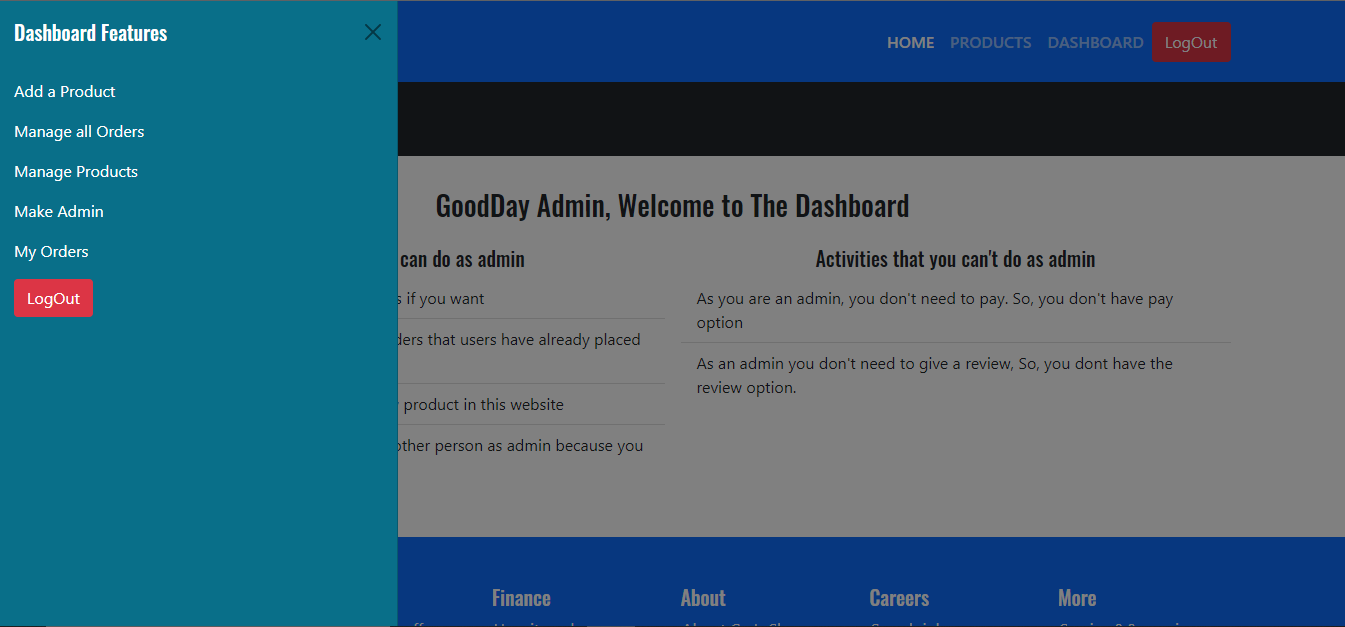 Dashboard Features
Add a Product
Manage all Orders
Manage Products
Make Admin
My Orders
LogOut
HOME PRODUCTS DASHBOARD LogOut
GoodDay Admin, Welcome to The Dashboard
can do as admin
if you want
that users have already placed
product in this website
person as admin because you
Activities that you can't do as admin
As you are an admin, you don't need to pay. So, you don't have pay
option
As an admin you don't need to give a review, So, you dont have the
review option.
Finance
About
Careers
More